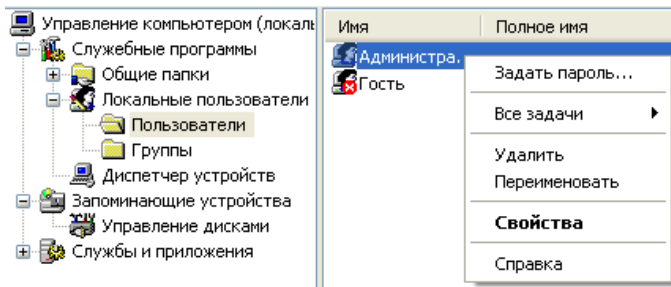 Управление компьютером (локаль
Служебные программы
Общие папки
Локальные пользователи
Пользователи
Группы
Диспетчер устройств
Запоминающие устройства
Управление дисками
Службы и приложения
Имя Полное имя
Администра.
Гость
Задать пароль...
Все задачи
Удалить
Переименовать
Свойства
Справка